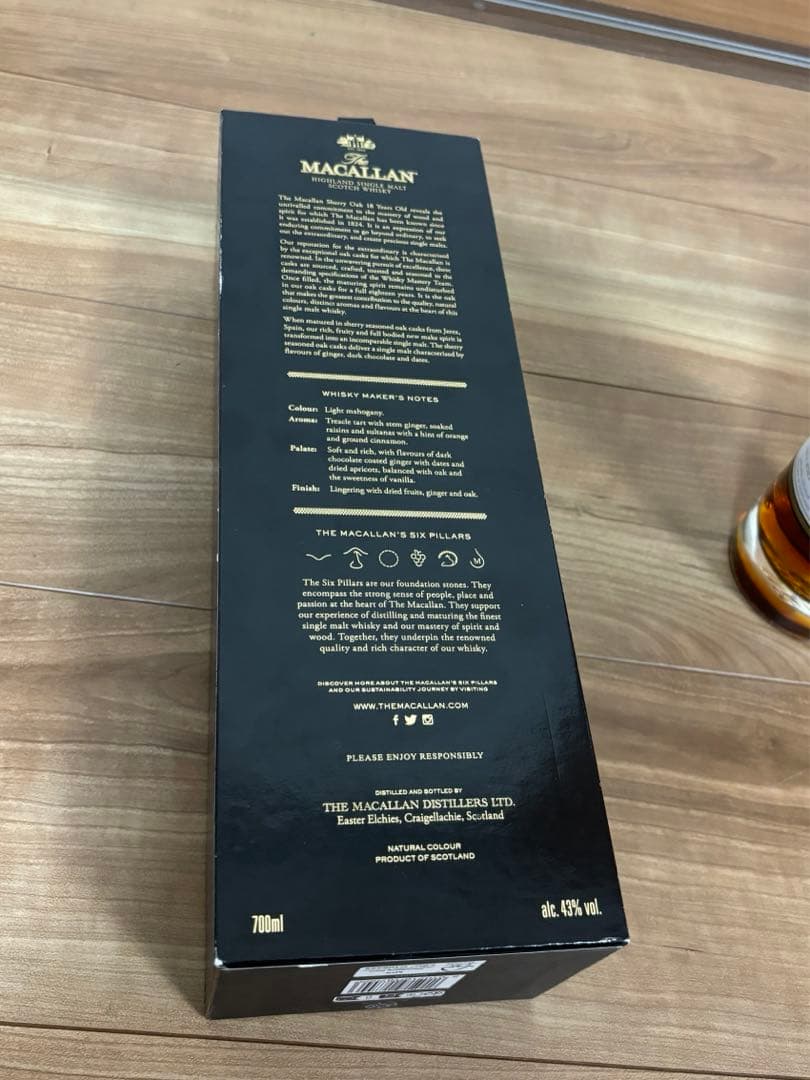 The
MACALLAN
HIGHLAND SINGLE MALT
SCOTCH WHISKY
The Macallan Sherry Oak 18 Years Old reveals the
unrivalled commitment to the mastery of wood and
spirit for which The Macallan has been known since
it was established in 1824. It is an expression of our
enduring commitment to go beyond ordinary, to seek
out the extraordinary, and create precious single malts.
Our reputation for the extraordinary is characterised
by the exceptional oak casks for which The Macallan is
renowned. In the unwavering pursuit of excellence, these
casks are sourced, crafted, toasted and seasoned to the
demanding specifications of the Whisky Mastery Team.
Once filled, the maturing spirit remains undisturbed
in our oak casks for a full eighteen years. It is the oak
that makes the greatest contribution to the quality, natural
colours, distinct aromas and flavours at the heart of this
single malt whisky.
When matured in sherry seasoned oak casks from Jerez,
Spain, our rich, fruity and full bodied new make spirit is
transformed into an incomparable single malt. The sherry
seasoned oak casks deliver a single malt characterised by
flavours of ginger, dark chocolate and dates.
WHISKY MAKER'S NOTES
Colour: Light mahogany.
Aroma: Treacle tart with stem ginger, soaked
raisins and sultanas with a hint of orange
and ground cinnamon.
Palate: Soft and rich, with flavours of dark
chocolate coated ginger with dates and
dried apricots, balanced with oak and
the sweetness of vanilla.
Finish: Lingering with dried fruits, ginger and oak.
THE MACALLAN'S SIX PILLARS
M
The Six Pillars are our foundation stones. They
encompass the strong sense of people, place and
passion at the heart of The Macallan. They support
our experience of distilling and maturing the finest
single malt whisky and our mastery of spirit and
wood. Together, they underpin the renowned
quality and rich character of our whisky.
DISCOVER MORE ABOUT THE MACALLAN'S SIX PILLARS
AND OUR SUSTAINABILITY JOURNEY BY VISITING
WWW.THEMACALLAN.COM
PLEASE ENJOY RESPONSIBLY
DISTILLED AND BOTTLED BY
THE MACALLAN DISTILLERS LTD.
Easter Elchies, Craigellachie, Scotland
NATURAL COLOUR
PRODUCT OF SCOTLAND
700ml
alc. 43% vol.